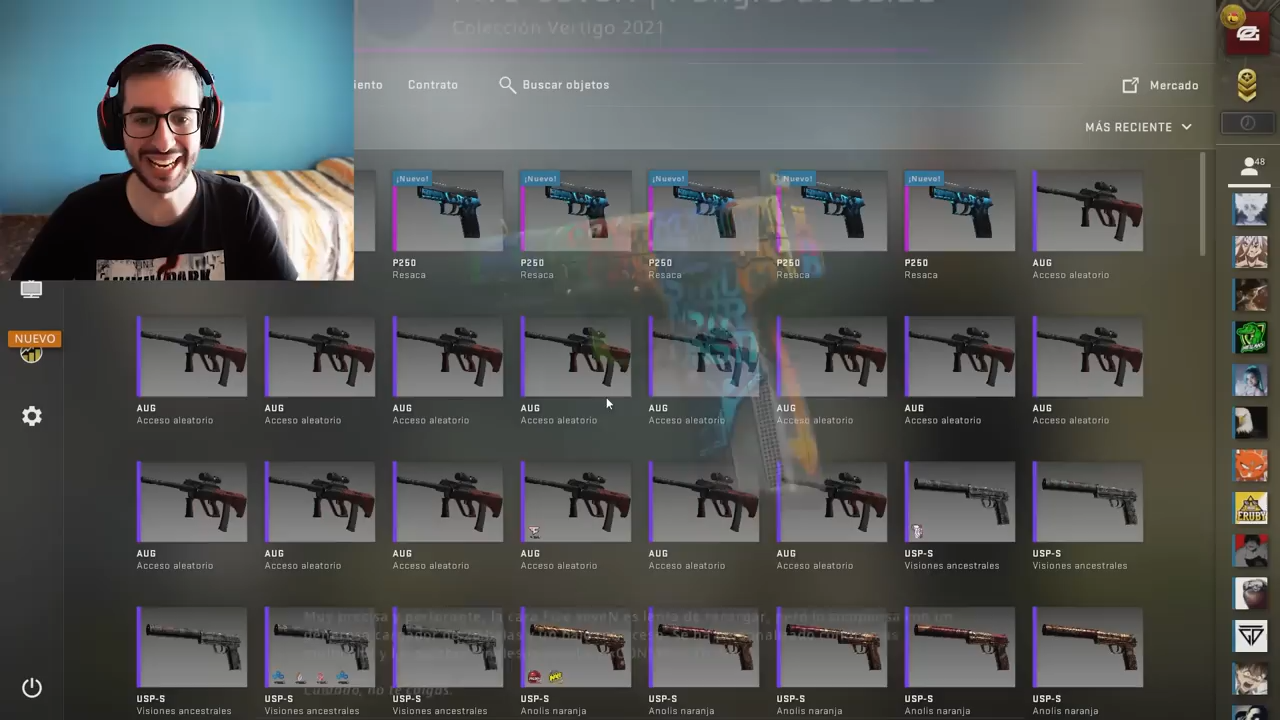 Colección Vertigo 2021
Contrato
Buscar objetos
Mercado
MÁS RECIENTE
48
¡Nuevo!
¡Nuevo!
¡Nuevo!
¡Nuevo!
¡Nuevo!
P250
Resaca
P250
Resaca
P250
Resaca
P250
Resaca
P250
Resaca
AUG
Acceso aleatorio
NUEVO
AUG
Acceso aleatorio
AUG
Acceso aleatorio
AUG
Acceso aleatorio
AUG
Acceso aleatorio
AUG
Acceso aleatorio
AUG
Acceso aleatorio
AUG
Acceso aleatorio
AUG
Acceso aleatorio
AUG
Acceso aleatorio
AUG
Acceso aleatorio
AUG
Acceso aleatorio
AUG
Acceso aleatorio
AUG
Acceso aleatorio
AUG
Acceso aleatorio
USP-S
Visiones ancestrales
USP-S
Visiones ancestrales
USP-S
Visiones ancestrales
USP-S
Visiones ancestrales
USP-S
Visiones ancestrales
USP-S
Anolis naranja
USP-S
Anolis naranja
USP-S
Anolis naranja
USP-S
Anolis naranja
USP-S
Anolis naranja
Cuidado, no te caigas.